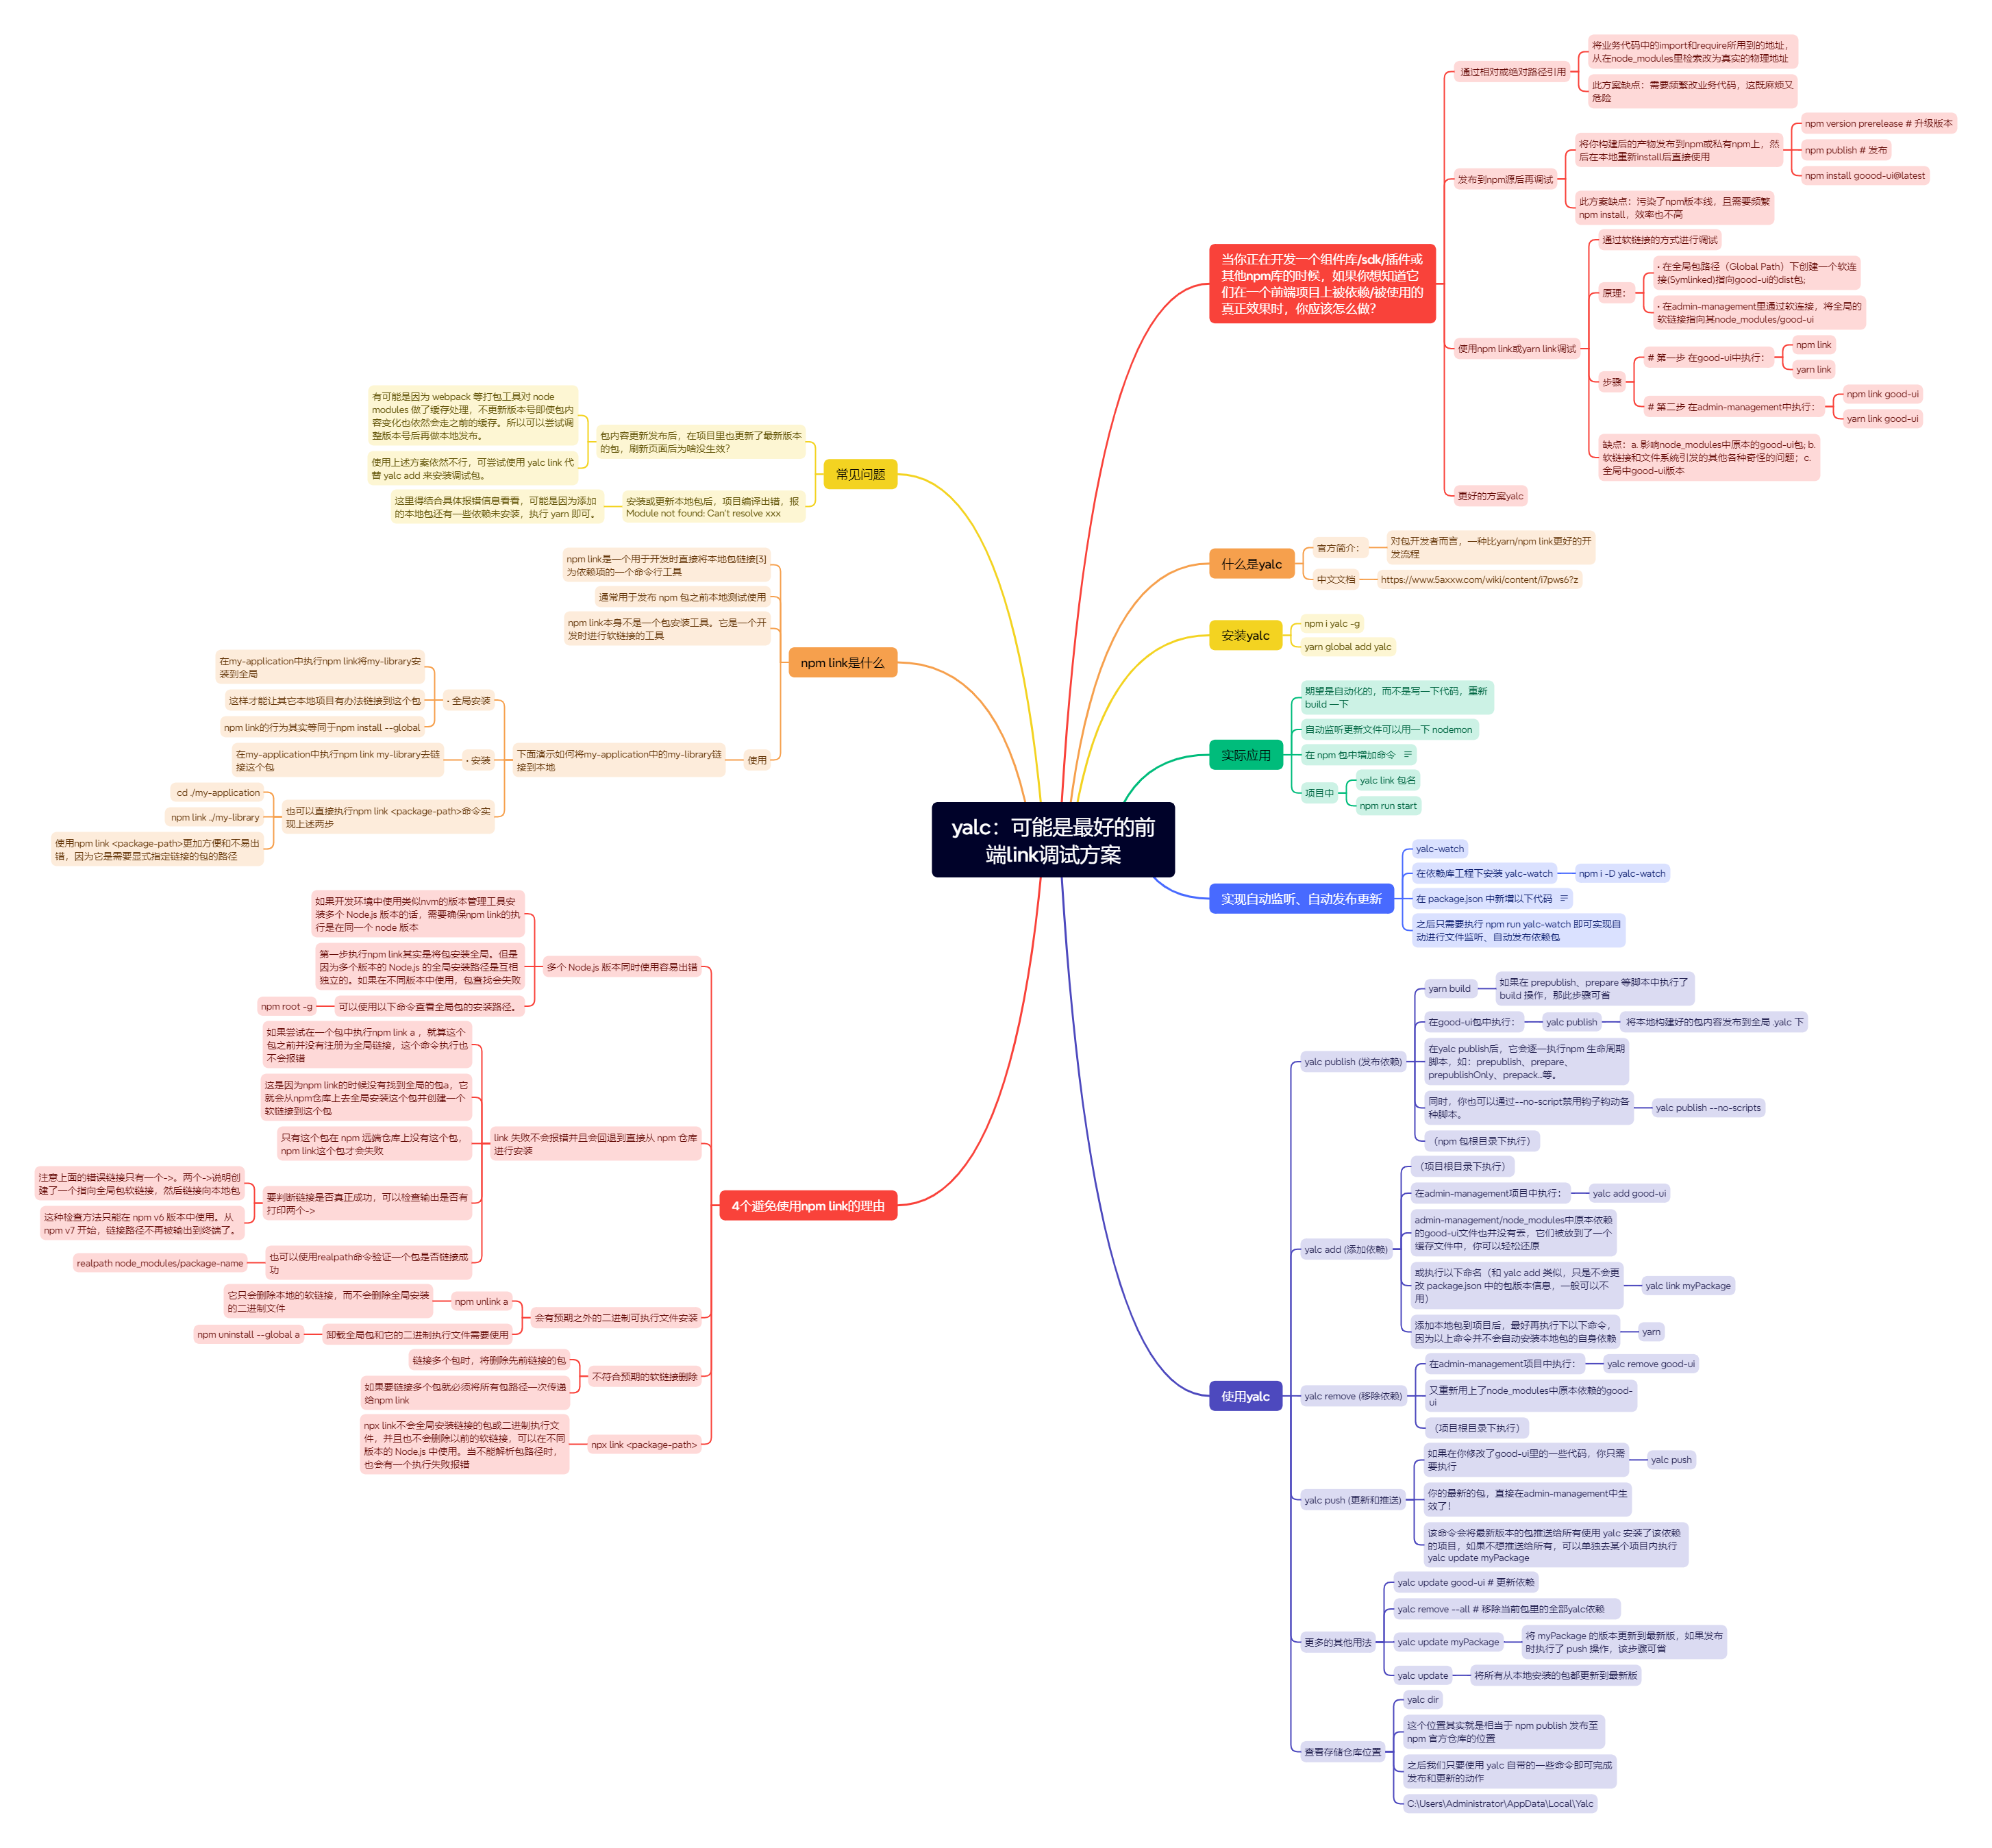 yalc：可能是最好的前
端link调试方案
当你正在开发一个组件库/sdk/插件或
其他npm库的时候，如果你想知道它
们在一个前端项目上被依赖/被使用的
真正效果时，你应该怎么做？
通过相对或绝对路径引用
将业务代码中的import和require所用到的地址，
从在node_modules里检索改为真实的物理地址
此方案缺点：需要频繁改业务代码，这既麻烦又
危险
发布到npm源后再调试
将你构建后的产物发布到npm或私有npm上，然
后在本地重新install后直接使用
npm version prerelease # 升级版本
npm publish # 发布
npm install goood-ui@latest
此方案缺点：污染了npm版本线，且需要频繁
npm install，效率也不高
使用npm link或yarn link调试
通过软链接的方式进行调试
原理：
· 在全局包路径（Global Path）下创建一个软连
接(Symlinked)指向good-ui的dist包;
· 在admin-management里通过软连接，将全局的
软链接指向其node_modules/good-ui
步骤
# 第一步 在good-ui中执行：
npm link
yarn link
# 第二步 在admin-management中执行：
npm link good-ui
yarn link good-ui
缺点：a. 影响node_modules中原本的good-ui包; b.
软链接和文件系统引发的其他各种奇怪的问题；c.
全局中good-ui版本
更好的方案yalc
什么是yalc
官方简介：
对包开发者而言，一种比yarn/npm link更好的开
发流程
中文文档
https://www.5axxw.com/wiki/content/i7pws6?z
安装yalc
npm i yalc -g
yarn global add yalc
实际应用
期望是自动化的，而不是写一下代码，重新
build 一下
自动监听更新文件可以用一下 nodemon
在 npm 包中增加命令
项目中
yalc link 包名
npm run start
实现自动监听、自动发布更新
yalc-watch
在依赖库工程下安装 yalc-watch
npm i -D yalc-watch
在 package.json 中新增以下代码
之后只需要执行 npm run yalc-watch 即可实现自
动进行文件监听、自动发布依赖包
使用yalc
yalc publish (发布依赖)
yarn build
如果在 prepublish、prepare 等脚本中执行了
build 操作，那此步骤可省
在good-ui包中执行：
yalc publish
将本地构建好的包内容发布到全局 .yalc 下
在yalc publish后，它会逐一执行npm 生命周期
脚本，如：prepublish、prepare、
prepublishOnly、prepack...等。
同时，你也可以通过--no-script禁用钩子钩动各
种脚本。
yalc publish --no-scripts
（npm 包根目录下执行）
yalc add (添加依赖)
（项目根目录下执行）
在admin-management项目中执行：
yalc add good-ui
admin-management/node_modules中原本依赖
的good-ui文件也并没有丢，它们被放到了一个
缓存文件中，你可以轻松还原
或执行以下命名（和 yalc add 类似，只是不会更
改 package.json 中的包版本信息，一般可以不
用）
yalc link myPackage
添加本地包到项目后，最好再执行下以下命令，
因为以上命令并不会自动安装本地包的自身依赖
yarn
yalc remove (移除依赖)
在admin-management项目中执行：
yalc remove good-ui
又重新用上了node_modules中原本依赖的good-
ui
（项目根目录下执行）
yalc push (更新和推送)
如果在你修改了good-ui里的一些代码，你只需
要执行
yalc push
你的最新的包，直接在admin-management中生
效了！
该命令会将最新版本的包推送给所有使用 yalc 安装了该依赖
的项目，如果不想推送给所有，可以单独去某个项目内执行
yalc update myPackage
更多的其他用法
yalc update good-ui # 更新依赖
yalc remove --all # 移除当前包里的全部yalc依赖
yalc update myPackage
将 myPackage 的版本更新到最新版，如果发布
时执行了 push 操作，该步骤可省
yalc update
将所有从本地安装的包都更新到最新版
查看存储仓库位置
yalc dir
这个位置其实就是相当于 npm publish 发布至
npm 官方仓库的位置
之后我们只要使用 yalc 自带的一些命令即可完成
发布和更新的动作
C:\Users\Administrator\AppData\Local\Yalc
常见问题
包内容更新发布后，在项目里也更新了最新版本
的包，刷新页面后为啥没生效？
有可能是因为 webpack 等打包工具对 node
modules 做了缓存处理，不更新版本号即使包内
容变化也依然会走之前的缓存。所以可以尝试调
整版本号后再做本地发布。
使用上述方案依然不行，可尝试使用 yalc link 代
替 yalc add 来安装调试包。
安装或更新本地包后，项目编译出错，报
Module not found: Can't resolve xxx
这里得结合具体报错信息看看，可能是因为添加
的本地包还有一些依赖未安装，执行 yarn 即可。
npm link是什么
npm link是一个用于开发时直接将本地包链接[3]
为依赖项的一个命令行工具
通常用于发布 npm 包之前本地测试使用
npm link本身不是一个包安装工具。它是一个开
发时进行软链接的工具
使用
下面演示如何将my-application中的my-library链
接到本地
· 全局安装
在my-application中执行npm link将my-library安
装到全局
这样才能让其它本地项目有办法链接到这个包
npm link的行为其实等同于npm install --global
· 安装
在my-application中执行npm link my-library去链
接这个包
也可以直接执行npm link <package-path>命令实
现上述两步
cd ./my-application
npm link ../my-library
使用npm link <package-path>更加方便和不易出
错，因为它是需要显式指定链接的包的路径
4个避免使用npm link的理由
多个 Node.js 版本同时使用容易出错
如果开发环境中使用类似nvm的版本管理工具安
装多个 Node.js 版本的话，需要确保npm link的执
行是在同一个 node 版本
第一步执行npm link其实是将包安装全局。但是
因为多个版本的 Node.js 的全局安装路径是互相
独立的。如果在不同版本中使用，包查找会失败
可以使用以下命令查看全局包的安装路径。
npm root -g
link 失败不会报错并且会回退到直接从 npm 仓库
进行安装
如果尝试在一个包中执行npm link a ，就算这个
包之前并没有注册为全局链接，这个命令执行也
不会报错
这是因为npm link的时候没有找到全局的包a，它
就会从npm仓库上去全局安装这个包并创建一个
软链接到这个包
只有这个包在 npm 远端仓库上没有这个包，
npm link这个包才会失败
要判断链接是否真正成功，可以检查输出是否有
打印两个->
注意上面的错误链接只有一个->。两个->说明创
建了一个指向全局包软链接，然后链接向本地包
这种检查方法只能在 npm v6 版本中使用。从
npm v7 开始，链接路径不再被输出到终端了。
也可以使用realpath命令验证一个包是否链接成
功
realpath node_modules/package-name
会有预期之外的二进制可执行文件安装
npm unlink a
它只会删除本地的软链接，而不会删除全局安装
的二进制文件
卸载全局包和它的二进制执行文件需要使用
npm uninstall --global a
不符合预期的软链接删除
链接多个包时，将删除先前链接的包
如果要链接多个包就必须将所有包路径一次传递
给npm link
npx link <package-path>
npx link不会全局安装链接的包或二进制执行文
件，并且也不会删除以前的软链接，可以在不同
版本的 Node.js 中使用。当不能解析包路径时，
也会有一个执行失败报错